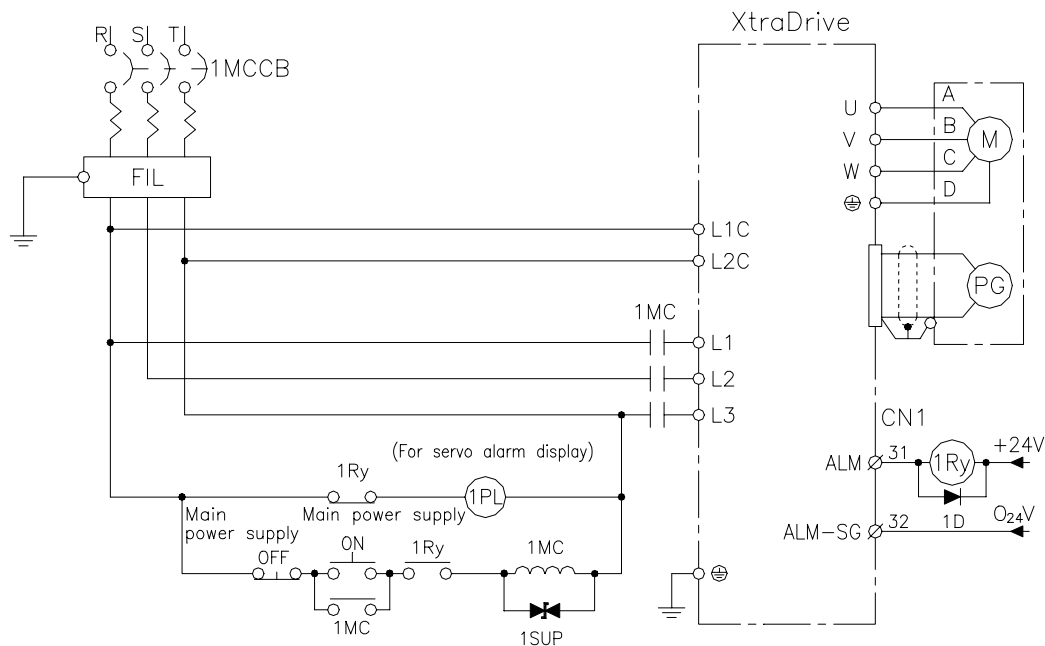 XtraDrive
R S T
1MCCB
FIL
U
V
W
A
B
C
D
M
L1C
L2C
PG
1MC
L1
L2
L3
CN1
(For servo alarm display)
ALM
31
1Ry
+24V
1Ry
1PL
Main
power supply
Main power supply
ALM-SG
32
1D
O24V
OFF
ON
1Ry
1MC
1MC
1SUP